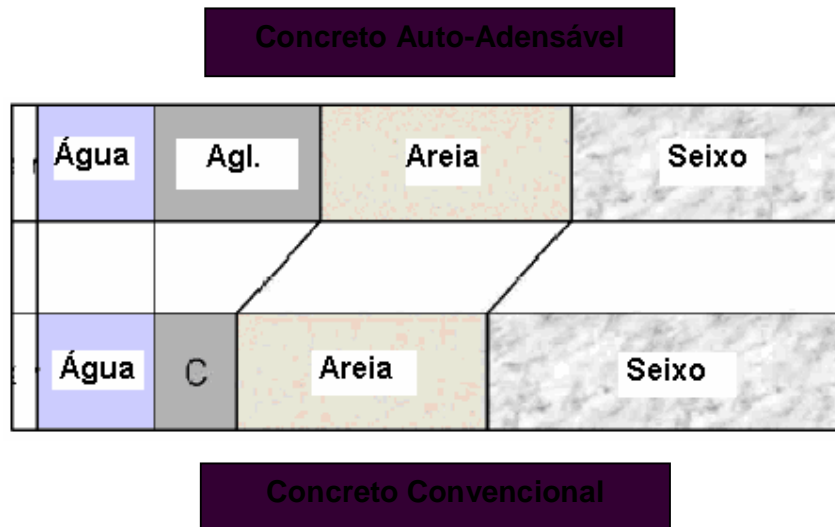 Concreto Auto-Adensável
Água Agl. Areia Seixo
Água C Areia Seixo
Concreto Convencional